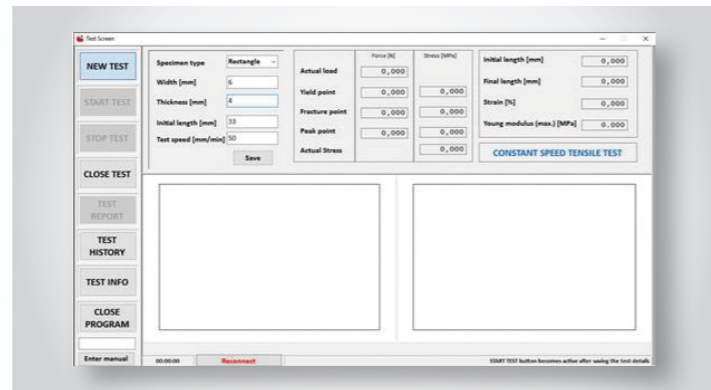 Test Screen
NEW TEST
START TEST
STOP TEST
CLOSE TEST
TEST
REPORT
TEST
HISTORY
TEST INFO
CLOSE
PROGRAM
Enter manual
Specimen type Rectangle
Width [mm] 6
Thickness [mm] 4
Initial length [mm] 33
Test speed [mm/min] 50
Save
Force [N] Stress [MPa]
Actual load 0,000
Yield point 0,000 0,000
Fracture point 0,000 0,000
Peak point 0,000 0,000
Actual Stress 0,000
Initial length [mm] 0,000
Final length [mm] 0,000
Strain [%] 0,000
Young modulus (max.) [MPa] 0.000
CONSTANT SPEED TENSILE TEST
00:00:00 Reconnect START TEST button becomes active after saving the test details